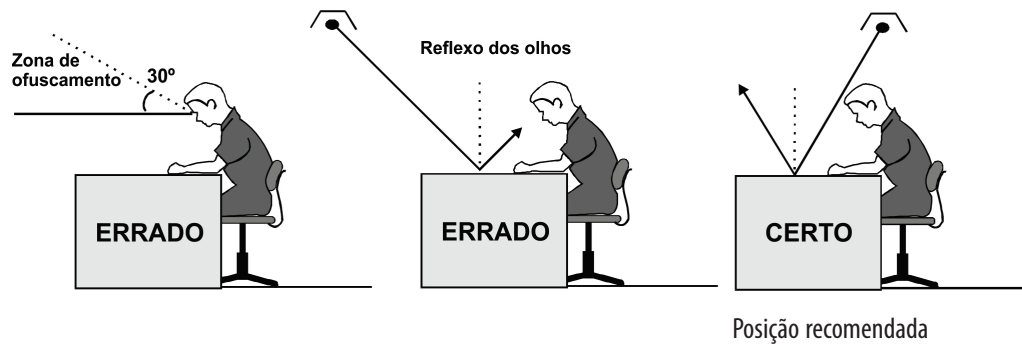 Zona de
ofuscamento
30º
ERRADO
Reflexo dos olhos
ERRADO
CERTO
Posição recomendada